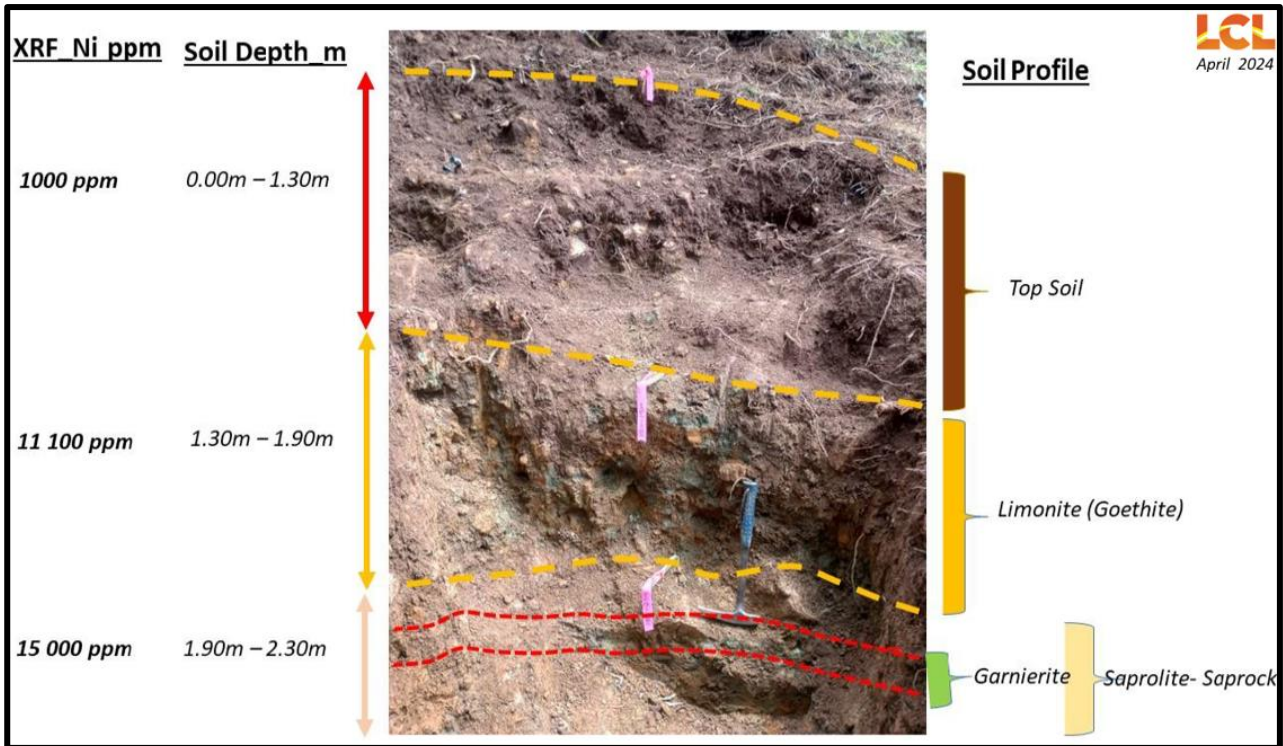 XRF_Ni ppm
Soil Depth_m
LCL
April 2024
Soil Profile
1000 ppm
0.00m – 1.30m
Top Soil
11 100 ppm
1.30m – 1.90m
Limonite (Goethite)
15 000 ppm
1.90m – 2.30m
Garnierite
Saprolite- Saprock